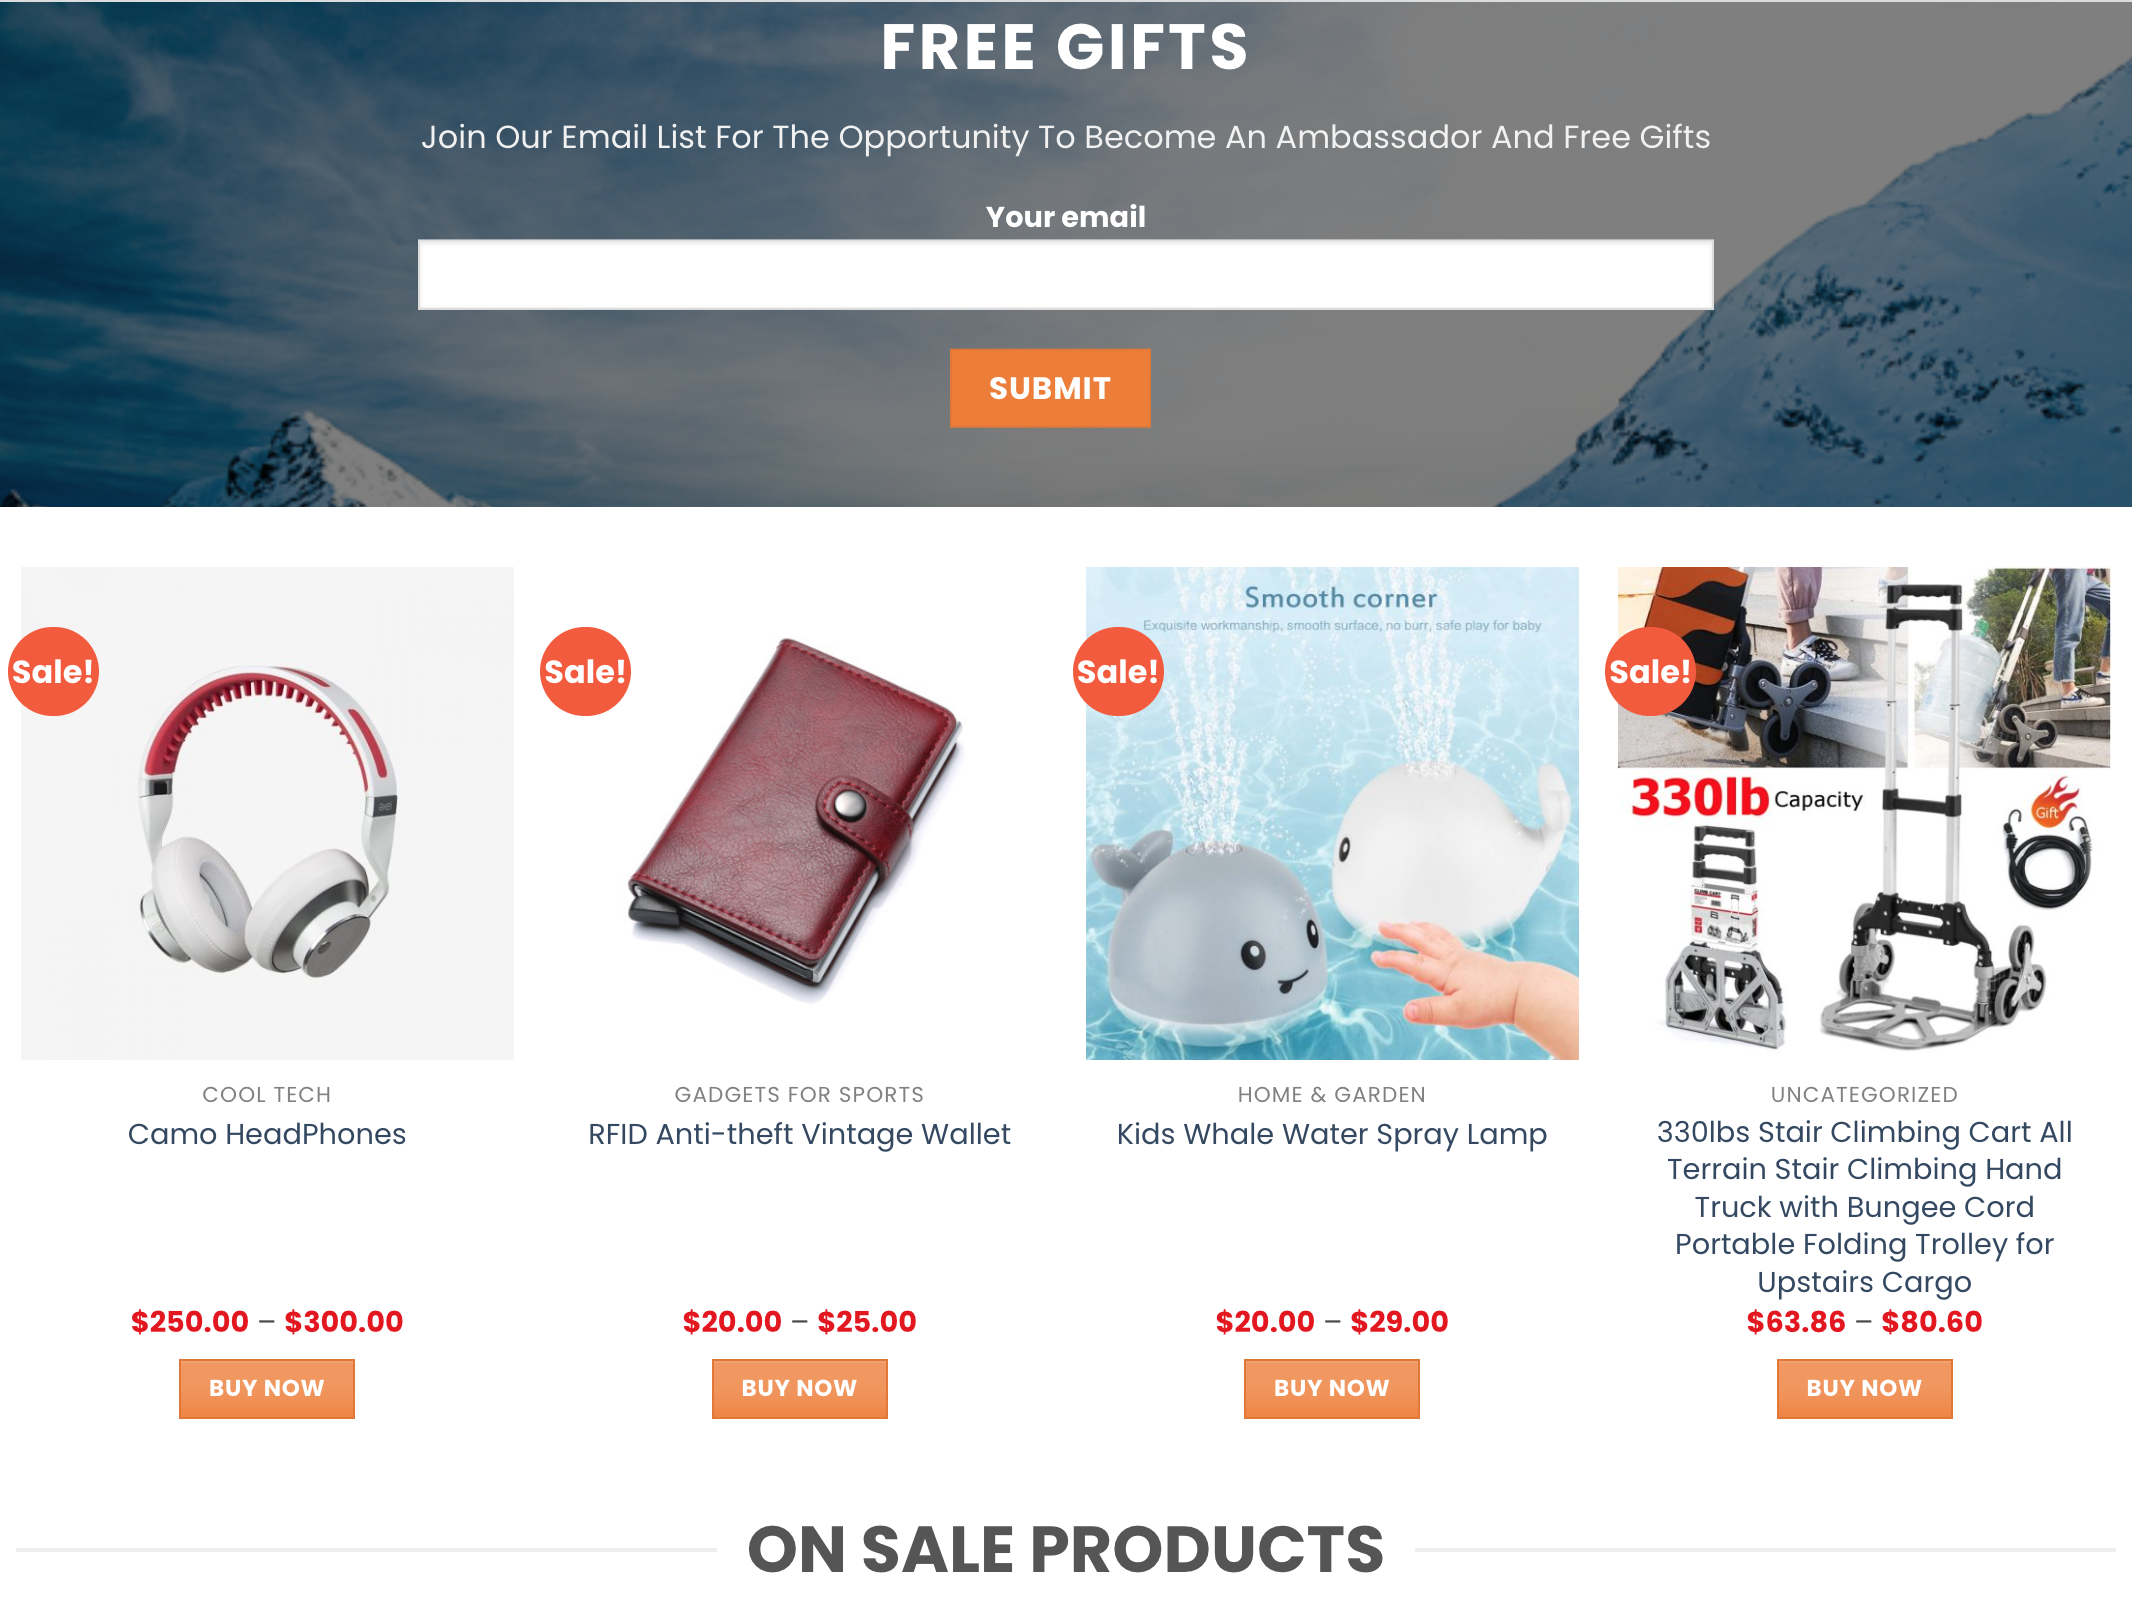 FREE GIFTS
Join Our Email List For The Opportunity To Become An Ambassador And Free Gifts
Your email
SUBMIT
Sale!
Sale!
Smooth corner
Exquisite workmanship, smooth surface, no burr, safe play for baby
Sale!
Sale!
330lb Capacity
Gift
COOL TECH
Camo HeadPhones
$250.00 – $300.00
BUY NOW
GADGETS FOR SPORTS
RFID Anti-theft Vintage Wallet
$20.00 – $25.00
BUY NOW
HOME & GARDEN
Kids Whale Water Spray Lamp
$20.00 – $29.00
BUY NOW
UNCATEGORIZED
330lbs Stair Climbing Cart All
Terrain Stair Climbing Hand
Truck with Bungee Cord
Portable Folding Trolley for
Upstairs Cargo
$63.86 – $80.60
BUY NOW
ON SALE PRODUCTS